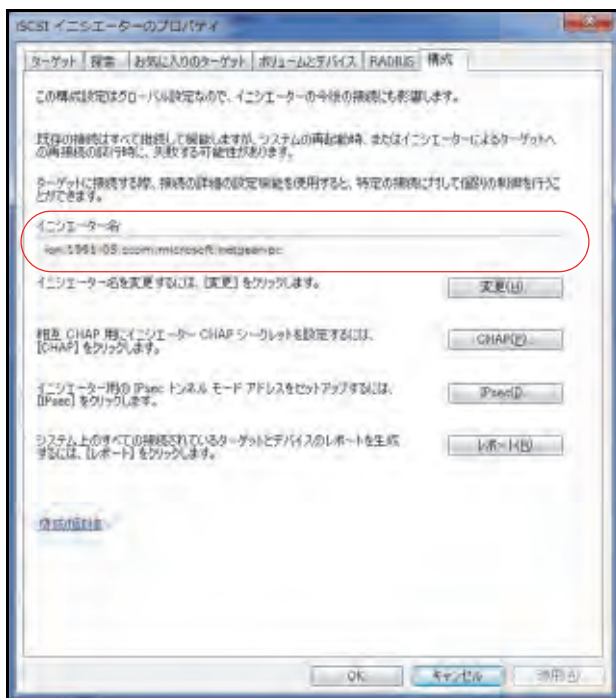 iSCSI イニシエーターのプロパティ
ターゲット 探索 お気に入りのターゲット ボリュームとデバイス RADIUS 構成
この構成設定はグローバル設定なので、イニシエーターの今後の接続にも影響します。
既存の接続はすべて継続して機能しますが、システムの再起動時、またはイニシエーターによるターゲットへ
の再接続の試行時に、失敗する可能性があります。
ターゲットに接続する際、接続の詳細の設定機能を使用すると、特定の接続に対して個別の制御を行うこ
とができます。
イニシエーター名
イニシエーター名を変更するには、[変更] をクリックします。
変更(H)...
相互 CHAP 用にイニシエーター CHAP シークレットを設定するには、
[CHAP] をクリックします。
CHAP(P)...
イニシエーター用の IPsec トンネル モード アドレスをセットアップするには、
[IPsec] をクリックします。
IPsec(I)...
システム上のすべての接続されているターゲットとデバイスのレポートを生成
するには、[レポート] をクリックします。
レポート(R)
構成の
OK キャンセル 適用(A)